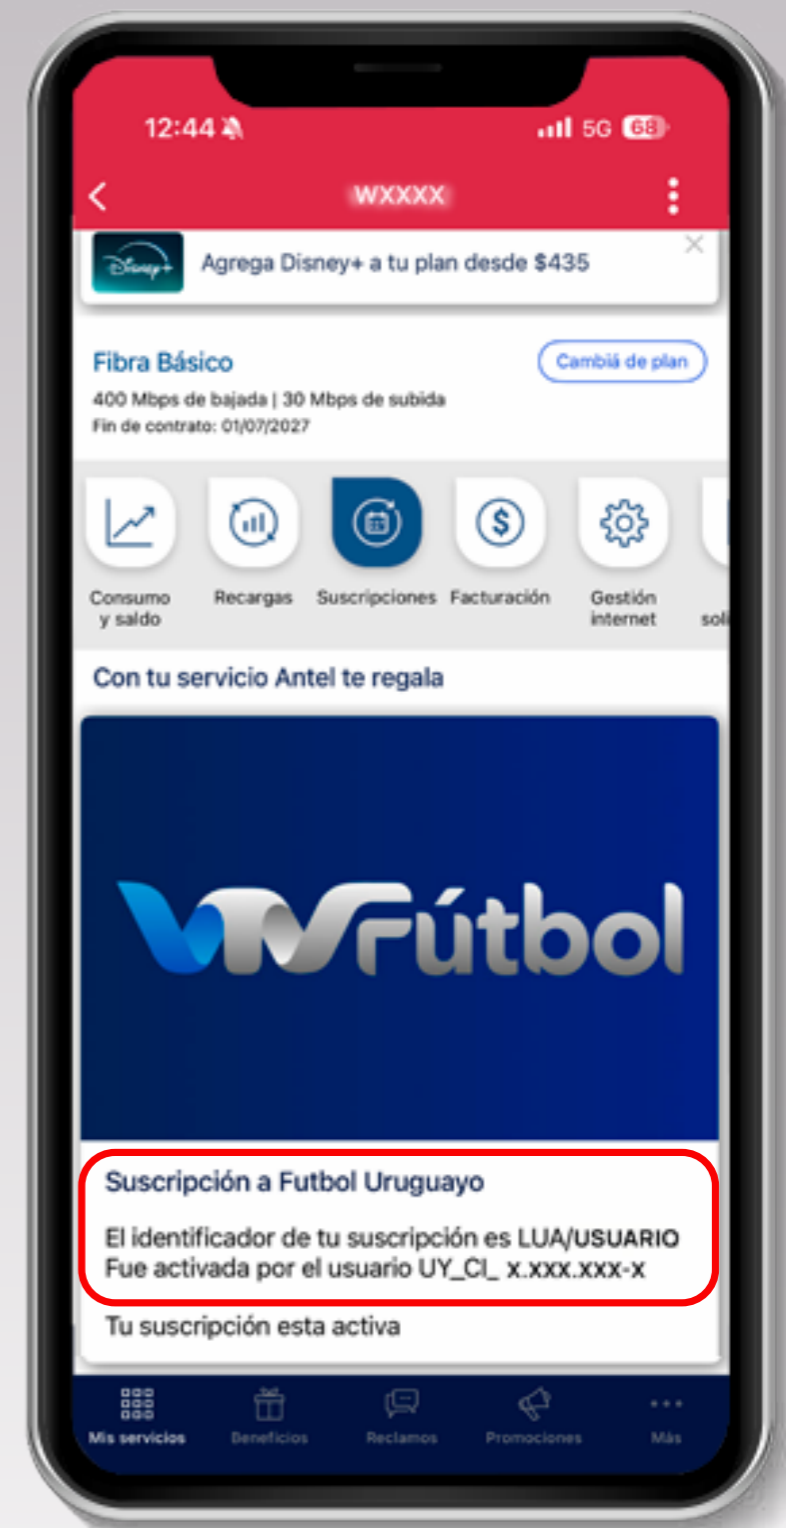 12:44
5G 68
WXXXX
Disney+
Agrega Disney+ a tu plan desde $435
Fibra Básico
Cambiá de plan
400 Mbps de bajada | 30 Mbps de subida
Fin de contrato: 01/07/2027
Consumo
y saldo
Recargas
Suscripciones
Facturación
Gestión
internet
soli
Con tu servicio Antel te regala
VTV Fútbol
Suscripción a Futbol Uruguayo
El identificador de tu suscripción es LUA/USUARIO
Fue activada por el usuario UY_CI_ x.xxx.xxx-x
Tu suscripción esta activa
Mis servicios
Beneficios
Reclamos
Promociones
Más